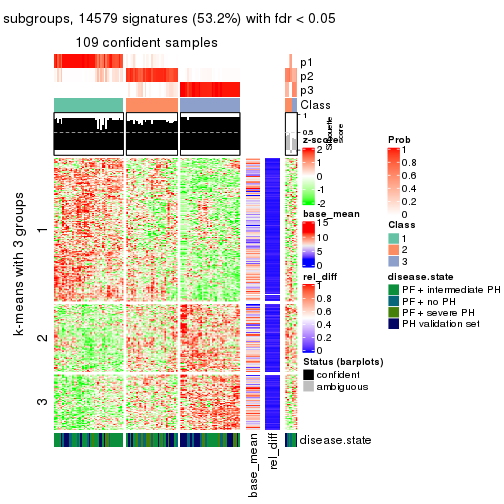 subgroups, 14579 signatures (53.2%) with fdr < 0.05
109 confident samples
p1
p2
p3
Class
1
0.5
0
Silhouette
score
k-means with 3 groups
1
2
3
base_mean
rel_diff
disease.state
z-score
2
1
0
-1
-2
base_mean
15
10
5
0
rel_diff
1
0.8
0.6
0.4
0.2
0
Status (barplots)
confident
ambiguous
Prob
1
0.8
0.6
0.4
0.2
0
Class
1
2
3
disease.state
PF+ intermediate PH
PF+ no PH
PF+ severe PH
PH validation set